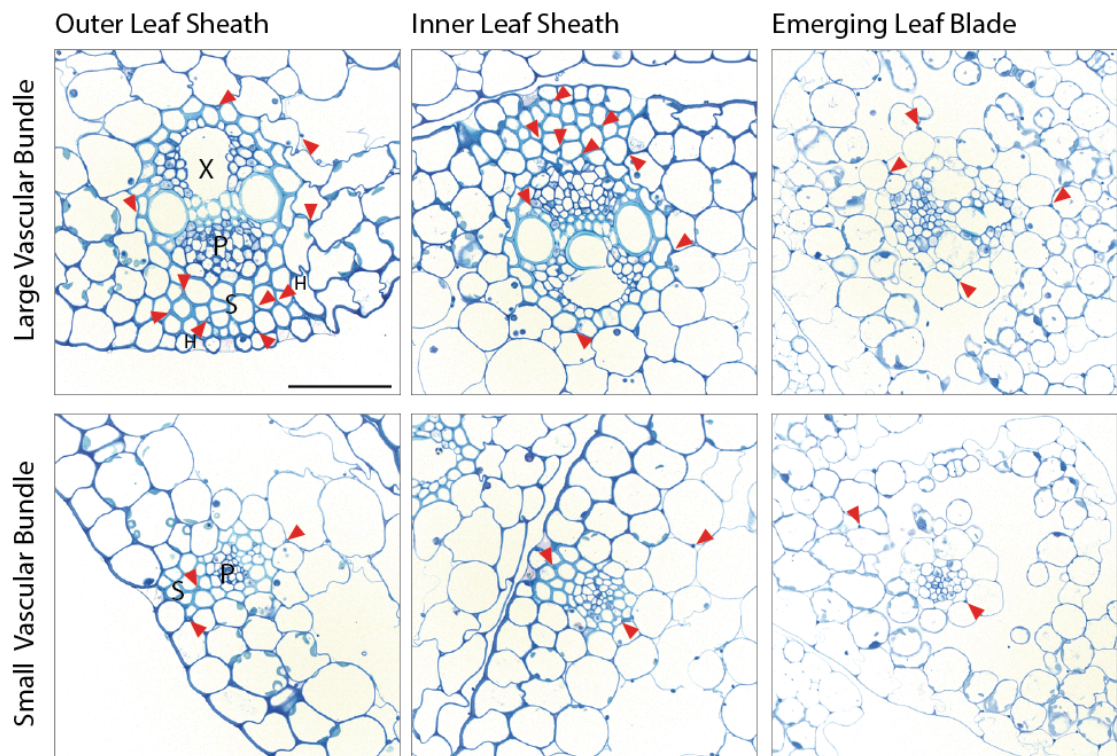 Outer Leaf Sheath
Inner Leaf Sheath
Emerging Leaf Blade
Large Vascular Bundle
X
P
H
S
H
Small Vascular Bundle
P
S